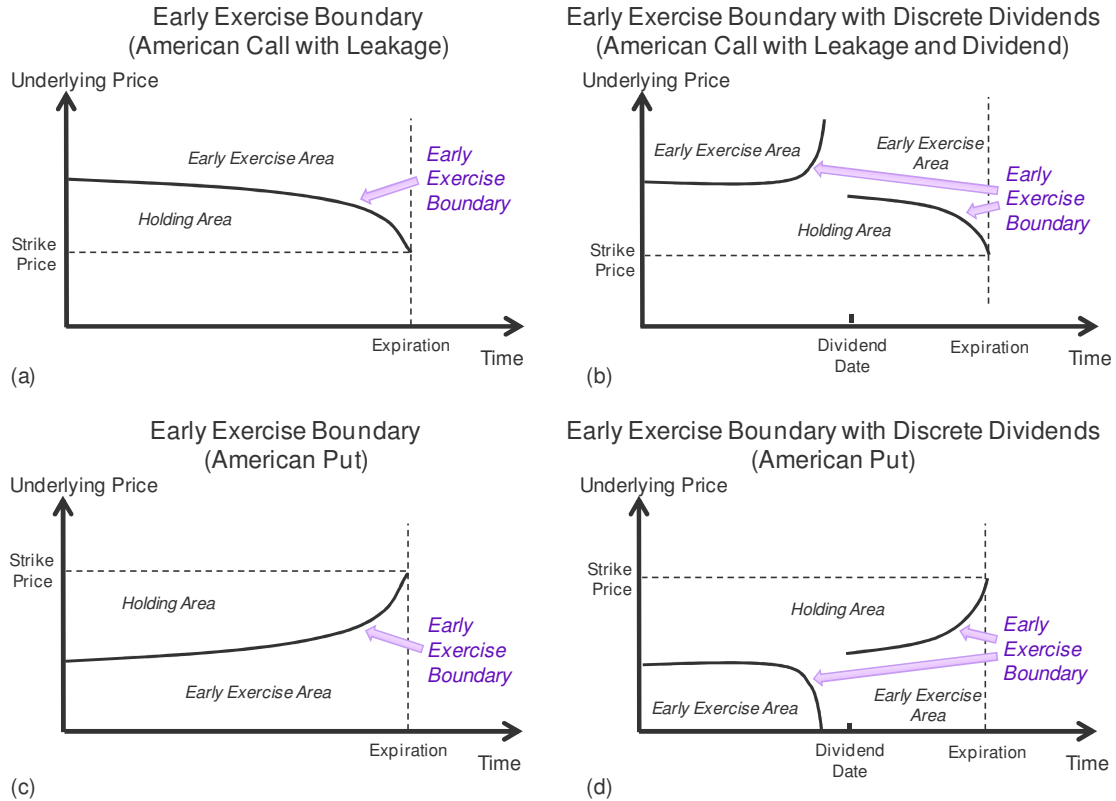 Early Exercise Boundary
(American Call with Leakage)
Underlying Price
Early Exercise Area
Early
Exercise
Boundary
Holding Area
Strike
Price
Expiration
Time
(a)
Early Exercise Boundary with Discrete Dividends
(American Call with Leakage and Dividend)
Underlying Price
Early Exercise Area
Early Exercise
Area
Early
Exercise
Boundary
Holding Area
Strike
Price
Dividend
Date
Expiration
Time
(b)
Early Exercise Boundary
(American Put)
Underlying Price
Strike
Price
Holding Area
Early
Exercise
Boundary
Early Exercise Area
Expiration
Time
(c)
Early Exercise Boundary with Discrete Dividends
(American Put)
Underlying Price
Strike
Price
Holding Area
Early
Exercise
Boundary
Early Exercise Area
Early Exercise
Area
Dividend
Date
Expiration
Time
(d)